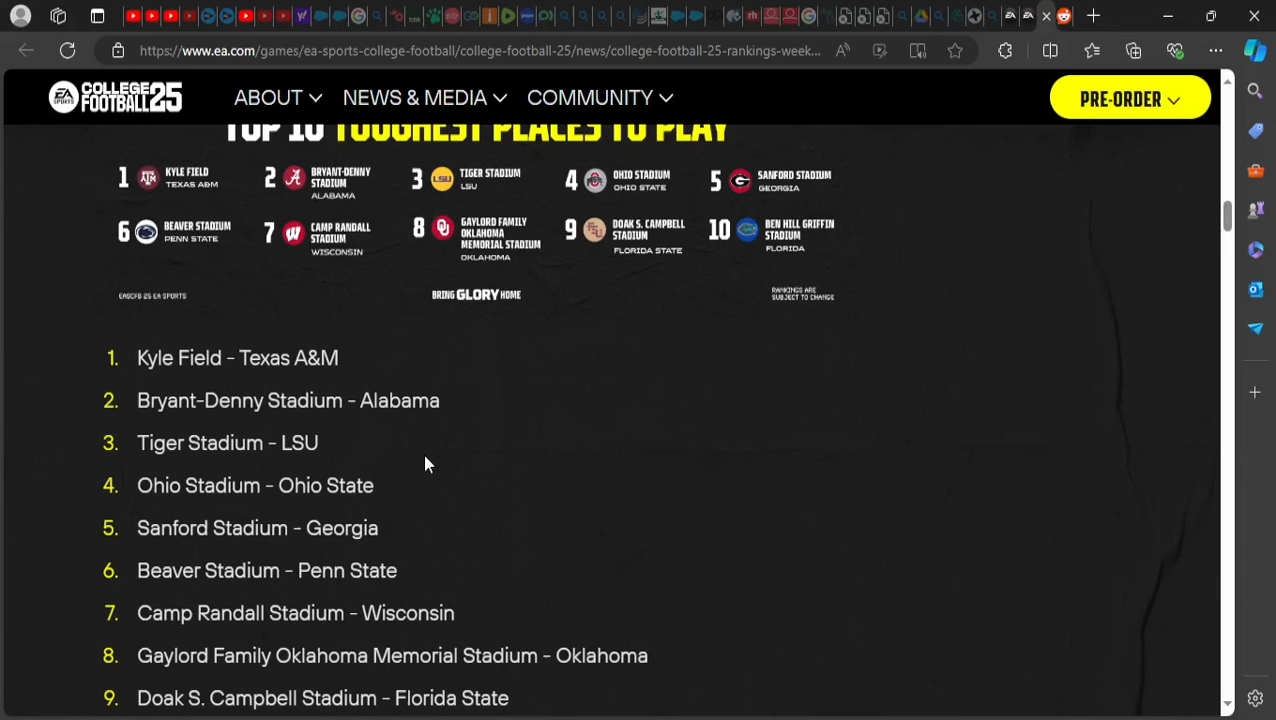 https://www.ea.com/games/ea-sports-college-football/college-football-25/news/college-football-25-rankings-week...
EA SPORTS COLLEGE FOOTBALL 25
ABOUT
NEWS & MEDIA
COMMUNITY
PRE-ORDER
TOP 10 TOUGHEST PLACES TO PLAY
1 KYLE FIELD
TEXAS A&M
2 BRYANT-DENNY
STADIUM
ALABAMA
3 TIGER STADIUM
LSU
4 OHIO STADIUM
OHIO STATE
5 SANFORD STADIUM
GEORGIA
6 BEAVER STADIUM
PENN STATE
7 CAMP RANDALL
STADIUM
WISCONSIN
8 GAYLORD FAMILY
OKLAHOMA
MEMORIAL STADIUM
OKLAHOMA
9 DOAK S. CAMPBELL
STADIUM
FLORIDA STATE
10 BEN HILL GRIFFIN
STADIUM
FLORIDA
EASCFB 25 EA SPORTS
BRING GLORY HOME
RANKINGS ARE
SUBJECT TO CHANGE
1. Kyle Field - Texas A&M
2. Bryant-Denny Stadium - Alabama
3. Tiger Stadium - LSU
4. Ohio Stadium - Ohio State
5. Sanford Stadium - Georgia
6. Beaver Stadium - Penn State
7. Camp Randall Stadium - Wisconsin
8. Gaylord Family Oklahoma Memorial Stadium - Oklahoma
9. Doak S. Campbell Stadium - Florida State